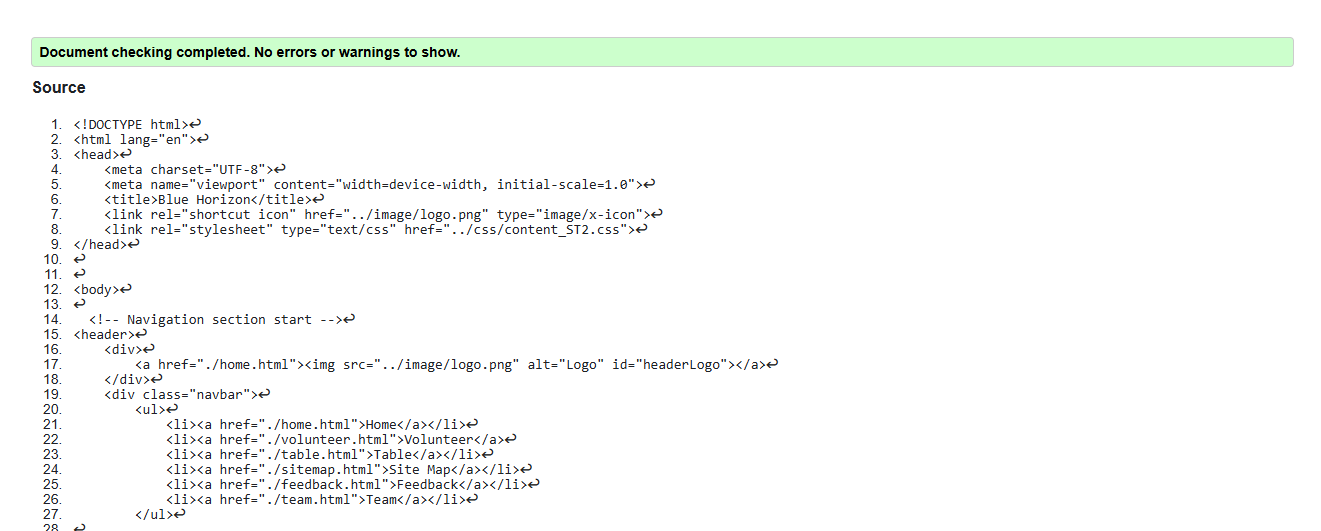 Document checking completed. No errors or warnings to show.
Source
1. <!DOCTYPE html>↩
2. <html lang="en">↩
3. <head>↩
4.     <meta charset="UTF-8">↩
5.     <meta name="viewport" content="width=device-width, initial-scale=1.0">↩
6.     <title>Blue Horizon</title>↩
7.     <link rel="shortcut icon" href="../image/logo.png" type="image/x-icon">↩
8.     <link rel="stylesheet" type="text/css" href="../css/content_ST2.css">↩
9. </head>↩
10. ↩
11. ↩
12. <body>↩
13. ↩
14.   <!-- Navigation section start -->↩
15. <header>↩
16.     <div>↩
17.         <a href="./home.html"><img src="../image/logo.png" alt="Logo" id="headerLogo"></a>↩
18.     </div>↩
19.     <div class="navbar">↩
20.         <ul>↩
21.             <li><a href="./home.html">Home</a></li>↩
22.             <li><a href="./volunteer.html">Volunteer</a>↩
23.             <li><a href="./table.html">Table</a></li>↩
24.             <li><a href="./sitemap.html">Site Map</a></li>↩
25.             <li><a href="./feedback.html">Feedback</a></li>↩
26.             <li><a href="./team.html">Team</a></li>↩
27.         </ul>↩
28. ↩